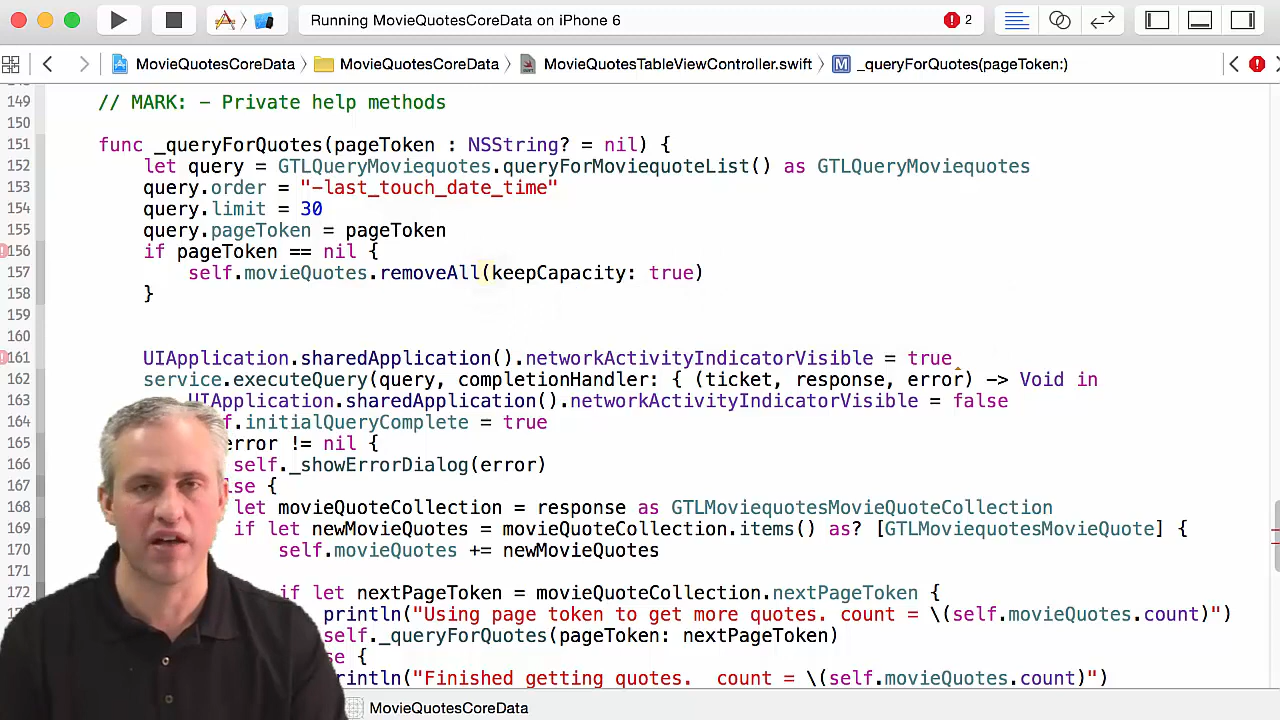 Running MovieQuotesCoreData on iPhone 6
2
MovieQuotesCoreData
MovieQuotesCoreData
MovieQuotesTableViewController.swift
M _queryForQuotes(pageToken:)
149 // MARK: - Private help methods
150
151 func _queryForQuotes(pageToken : NSString? = nil) {
152 let query = GTLQueryMoviequotes.queryForMoviequoteList() as GTLQueryMoviequotes
153 query.order = "-last_touch_date_time"
154 query.limit = 30
155 query.pageToken = pageToken
156 if pageToken == nil {
157 self.movieQuotes.removeAll(keepCapacity: true)
158 }
159
160
161 UIApplication.sharedApplication().networkActivityIndicatorVisible = true
162 service.executeQuery(query, completionHandler: { (ticket, response, error) -> Void in
163 UIApplication.sharedApplication().networkActivityIndicatorVisible = false
164 f.initialQueryComplete = true
165 error != nil {
166 self._showErrorDialog(error)
167 lse {
168 let movieQuoteCollection = response as GTLMoviequotesMovieQuoteCollection
169 if let newMovieQuotes = movieQuoteCollection.items() as? [GTLMoviequotesMovieQuote] {
170 self.movieQuotes += newMovieQuotes
171
172 if let nextPageToken = movieQuoteCollection.nextPageToken {
println("Using page token to get more quotes. count = \(self.movieQuotes.count)")
self._queryForQuotes(pageToken: nextPageToken)
se {
rintln("Finished getting quotes.  count = \(self.movieQuotes.count)")
MovieQuotesCoreData